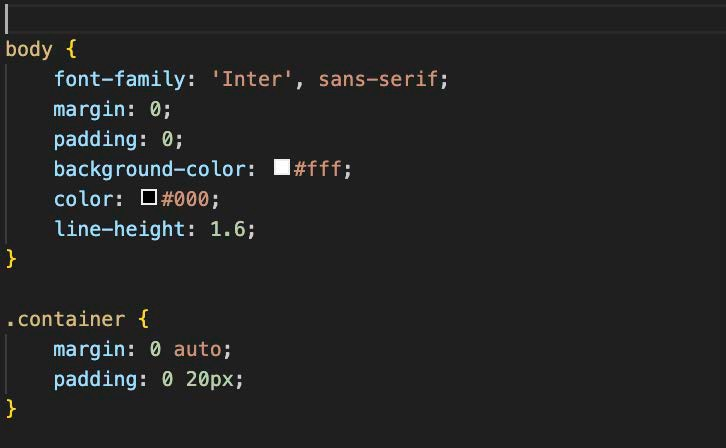 body {
    font-family: 'Inter', sans-serif;
    margin: 0;
    padding: 0;
    background-color: #fff;
    color: #000;
    line-height: 1.6;
}

.container {
    margin: 0 auto;
    padding: 0 20px;
}